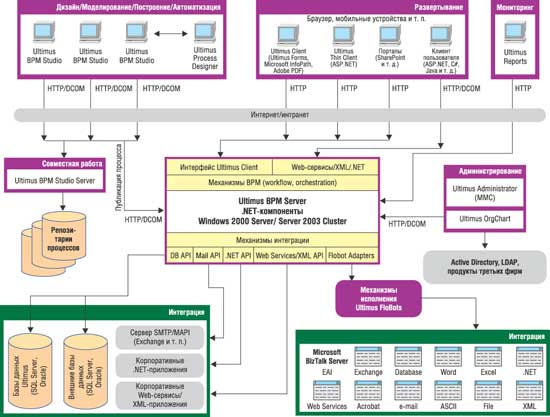 Дизайн/Моделирование/Построение/Автоматизация
Ultimus
BPM Studio
Ultimus
BPM Studio
Ultimus
BPM Studio
Ultimus
Process
Designer
Развертывание
Браузер, мобильные устройства и т. п.
Ultimus Client
(Ultimus Forms,
Microsoft InfoPath,
Adobe PDF)
Ultimus
Thin Client
(ASP.NET)
Порталы
(SharePoint
и т. д.)
Клиент
пользователя
(ASP.NET, C#,
Java и т. д.)
Мониторинг
Ultimus
Reports
HTTP/DCOM
HTTP/DCOM
HTTP/DCOM
HTTP
HTTP
HTTP
HTTP
HTTP
Интернет/интранет
Совместная работа
Ultimus BPM Studio Server
Репози-
тарии
процессов
Публикация процесса
HTTP/DCOM
Интерфейс Ultimus Client
Web-сервисы/XML/.NET
Механизмы BPM (workflow, orchestration)
Ultimus BPM Server
.NET-компоненты
Windows 2000 Server/ Server 2003 Cluster
Механизмы интеграции
DB API
Mail API
.NET API
Web Services/XML API
Flobot Adapters
HTTP/DCOM
Администрирование
Ultimus Administrator
(MMC)
Ultimus OrgChart
Active Directory, LDAP,
продукты третьих фирм
Механизмы
исполнения
Ultimus FloBots
Интеграция
Базы данных
Ultimus
(SQL Server,
Oracle)
Внешние базы
данных
(SQL Server,
Oracle)
Сервер SMTP/MAPI
(Exchange и т. п.)
Корпоративные
.NET-приложения
Корпоративные
Web-сервисы/
XML-приложения
Интеграция
Microsoft
BizTalk Server
EAI
Exchange
Database
Word
Excel
.NET
Web Services
Acrobat
e-mail
ASCII
File
XML